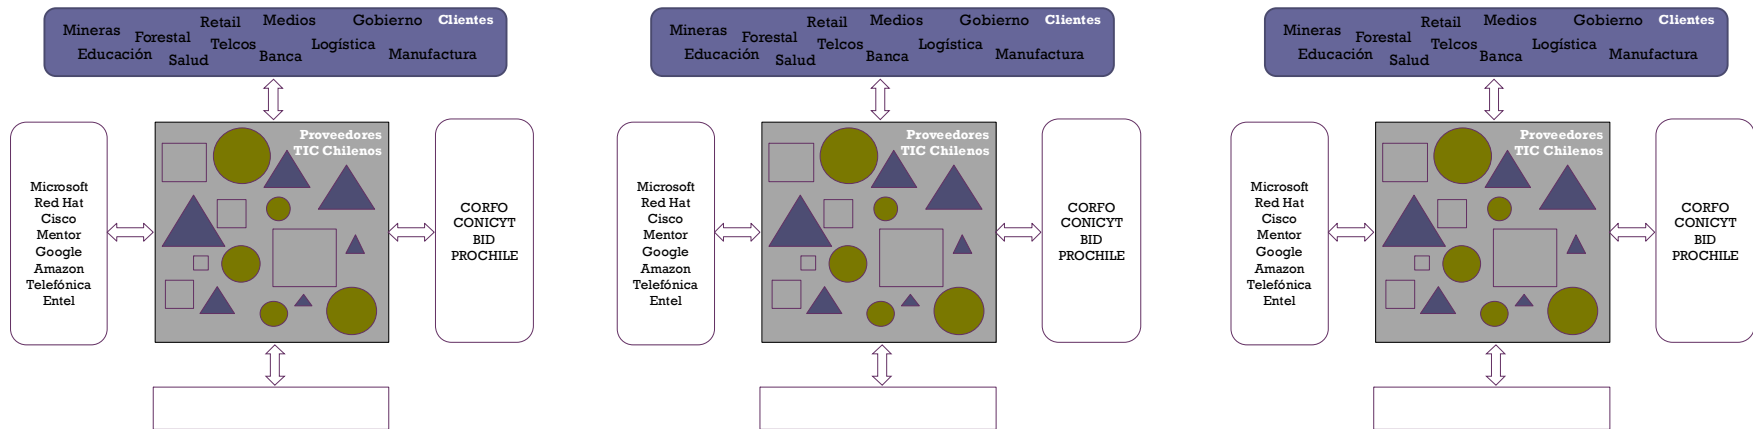 Retail Medios Gobierno Clientes
Mineras Forestal Telcos Logística
Educación Salud Banca Manufactura
Proveedores
TIC Chilenos
Microsoft
Red Hat
Cisco
Mentor
Google
Amazon
Telefónica
Entel
CORFO
CONICYT
BID
PROCHILE
Retail Medios Gobierno Clientes
Mineras Forestal Telcos Logística
Educación Salud Banca Manufactura
Proveedores
TIC Chilenos
Microsoft
Red Hat
Cisco
Mentor
Google
Amazon
Telefónica
Entel
CORFO
CONICYT
BID
PROCHILE
Retail Medios Gobierno Clientes
Mineras Forestal Telcos Logística
Educación Salud Banca Manufactura
Proveedores
TIC Chilenos
Microsoft
Red Hat
Cisco
Mentor
Google
Amazon
Telefónica
Entel
CORFO
CONICYT
BID
PROCHILE